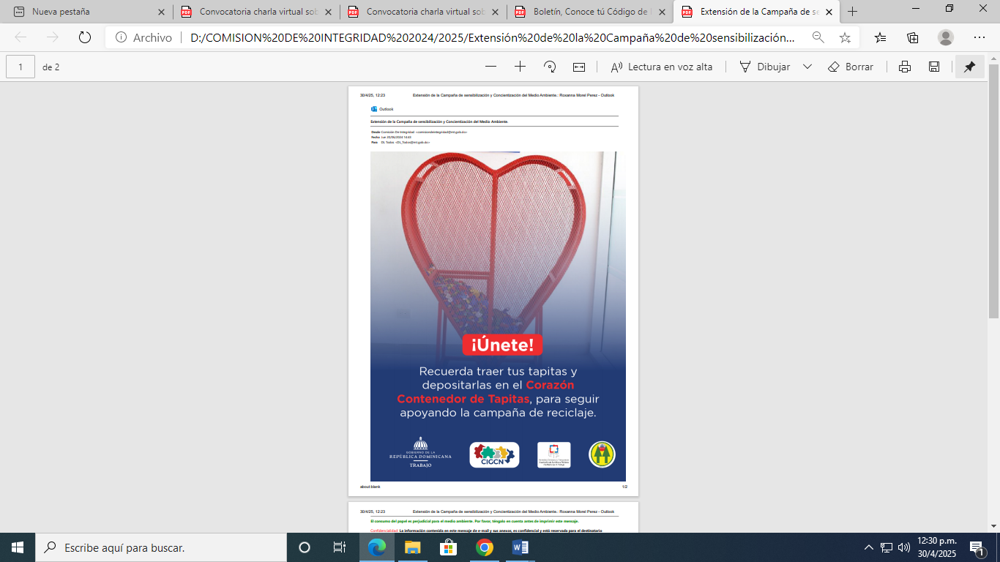 Nueva pestaña
Convocatoria charla virtual sob
Convocatoria charla virtual sob
Boletín, Conoce tú Código de
Extensión de la Campaña de se
Archivo
D:/COMISION%20DE%20INTEGRIDAD%202024/2025/Extensión%20de%20la%20Campaña%20de%20sensibilización...
1
de 2
Lectura en voz alta
Dibujar
Borrar
30/4/25, 12:23
Extensión de la Campaña de sensibilización y Concientización del Medio Ambiente.: Roxanna Morel Perez - Outlook
Outlook
Extensión de la Campaña de sensibilización y Concientización del Medio Ambiente.
Desde Comisión De Integridad <comisiondeintegridad@mt.gob.do>
Fecha Jue 20/06/2024 14:43
Para DL Todos <DL_Todos@mt.gob.do>
¡Únete!
Recuerda traer tus tapitas y
depositarlas en el Corazón
Contenedor de Tapitas, para seguir
apoyando la campaña de reciclaje.
GOBIERNO DE LA
REPÚBLICA DOMINICANA
TRABAJO
CIGCN
about:blank
1/2
30/4/25, 12:23
Extensión de la Campaña de sensibilización y Concientización del Medio Ambiente.: Roxanna Morel Perez - Outlook
El consumo del papel es perjudicial para el medio ambiente. Por favor, téngalo en cuenta antes de imprimir este mensaje.
Confidencialidad: La información contenida en este mensaje de e-mail y sus anexos, es confidencial y está reservada para el destinatario
Escribe aquí para buscar.
12:30 p.m.
30/4/2025
1